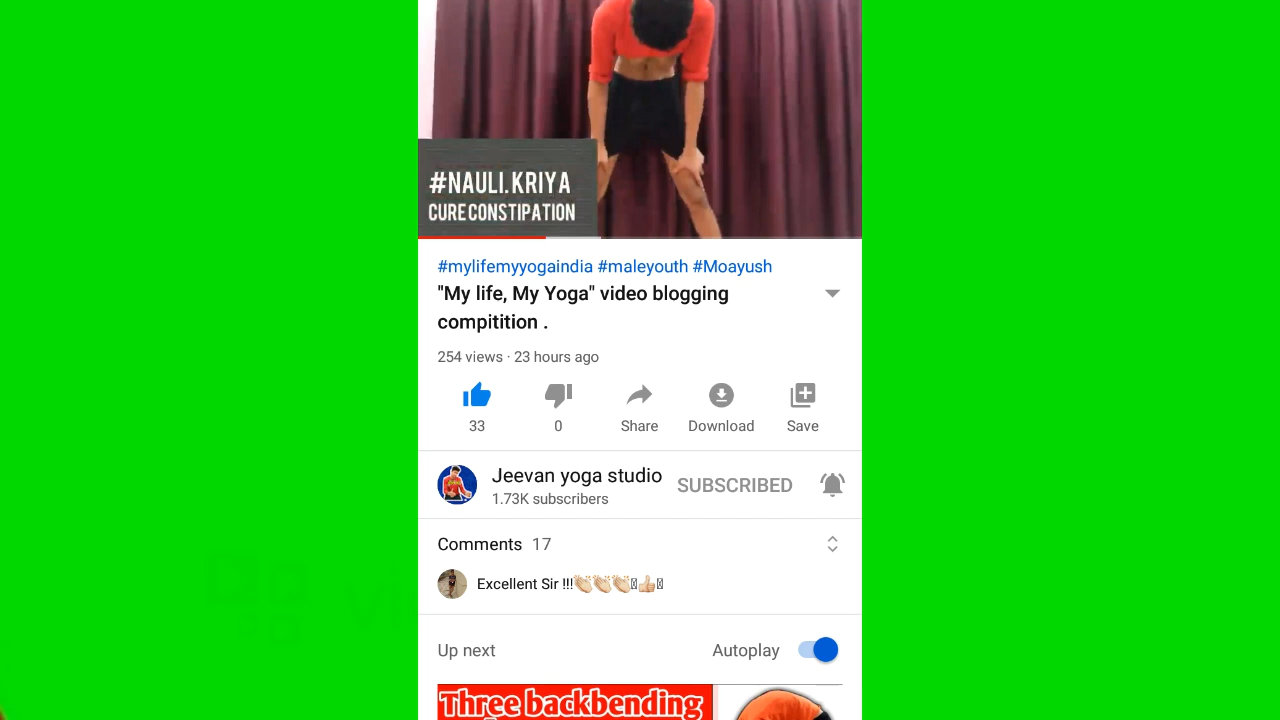 #NAULI.KRIYA
CURE CONSTIPATION
#mylifemyyogaindia #maleyouth #Moayush
"My life, My Yoga" video blogging
compitition .
254 views · 23 hours ago
33
0
Share
Download
Save
Jeevan yoga studio
1.73K subscribers
SUBSCRIBED
Comments 17
Excellent Sir !!!👏👏👏👍
Up next
Autoplay
Three backbending